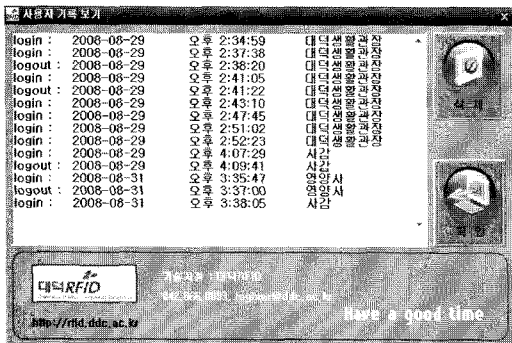 사용자 기록 보기
login : 2008-08-29 오후 2:34:59 대덕생활관장
login : 2008-08-29 오후 2:37:38 대덕생활관장
logout : 2008-08-29 오후 2:38:20 대덕생활관장
login : 2008-08-29 오후 2:41:05 대덕생활관장
logout : 2008-08-29 오후 2:41:22 대덕생활관장
login : 2008-08-29 오후 2:43:10 대덕생활관장
login : 2008-08-29 오후 2:47:45 대덕생활관장
login : 2008-08-29 오후 2:51:02 대덕생활관장
login : 2008-08-29 오후 2:52:23 대덕생활관장
login : 2008-08-29 오후 4:07:29 사감
logout : 2008-08-29 오후 4:09:41 사감
login : 2008-08-31 오후 3:35:47 영양사
logout : 2008-08-31 오후 3:37:00 영양사
login : 2008-08-31 오후 3:38:05 사감
삭 제
대덕RFID
http://rfid.ddc.ac.kr
Have a good time